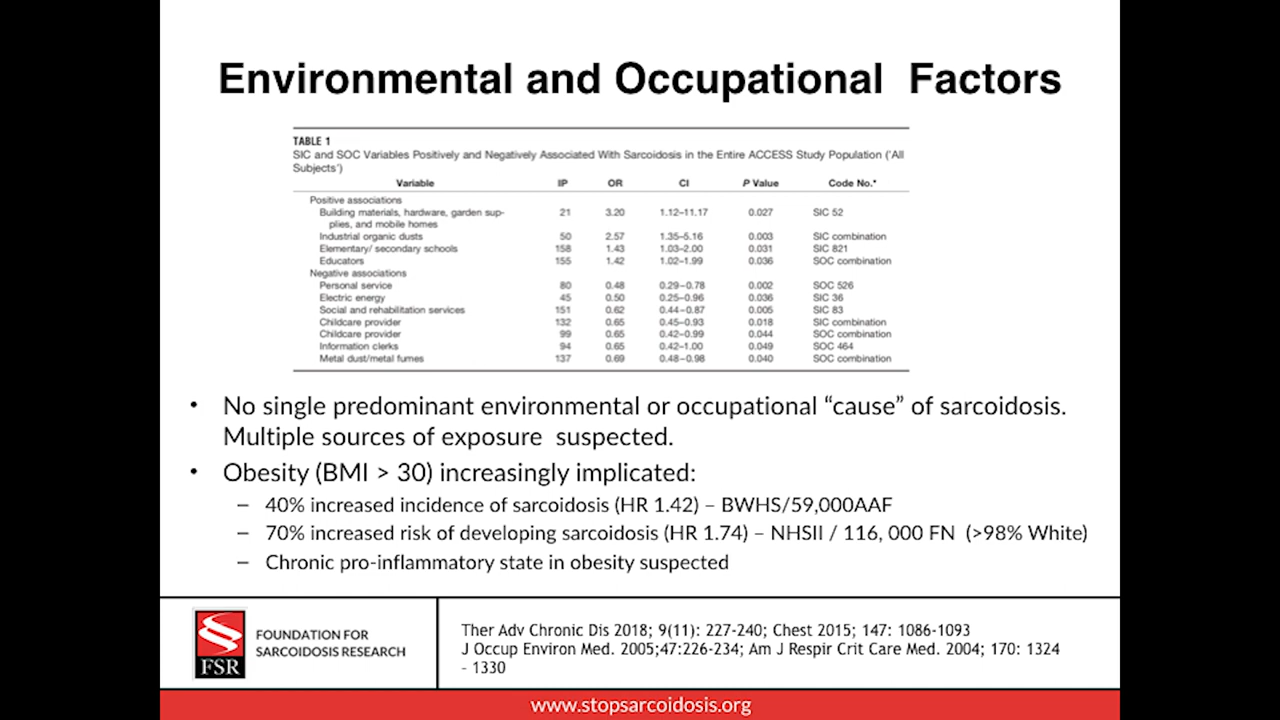 Environmental and Occupational Factors
TABLE 1
SIC and SOC Variables Positively and Negatively Associated With Sarcoidosis in the Entire ACCESS Study Population ('All
Subjects')
Variable IP OR CI P Value Code No.*
Positive associations
Building materials, hardware, garden sup- 21 3.20 1.12–11.17 0.027 SIC 52
plies, and mobile homes
Industrial organic dusts 50 2.57 1.35–5.16 0.003 SIC combination
Elementary/ secondary schools 158 1.43 1.03–2.00 0.031 SIC 821
Educators 155 1.42 1.02–1.99 0.036 SOC combination
Negative associations
Personal service 80 0.48 0.29–0.78 0.002 SOC 526
Electric energy 45 0.50 0.25–0.96 0.036 SIC 36
Social and rehabilitation services 151 0.62 0.44–0.87 0.005 SIC 83
Childcare provider 132 0.65 0.45–0.93 0.018 SIC combination
Childcare provider 99 0.65 0.42–0.99 0.044 SOC combination
Information clerks 94 0.65 0.42–1.00 0.049 SOC 464
Metal dust/metal fumes 137 0.69 0.48–0.98 0.040 SOC combination
• No single predominant environmental or occupational “cause” of sarcoidosis.
Multiple sources of exposure suspected.
• Obesity (BMI > 30) increasingly implicated:
– 40% increased incidence of sarcoidosis (HR 1.42) – BWHS/59,000AAF
– 70% increased risk of developing sarcoidosis (HR 1.74) – NHSII / 116, 000 FN (>98% White)
– Chronic pro-inflammatory state in obesity suspected
FSR
FOUNDATION FOR
SARCOIDOSIS RESEARCH
Ther Adv Chronic Dis 2018; 9(11): 227-240; Chest 2015; 147: 1086-1093
J Occup Environ Med. 2005;47:226-234; Am J Respir Crit Care Med. 2004; 170: 1324
- 1330
www.stopsarcoidosis.org